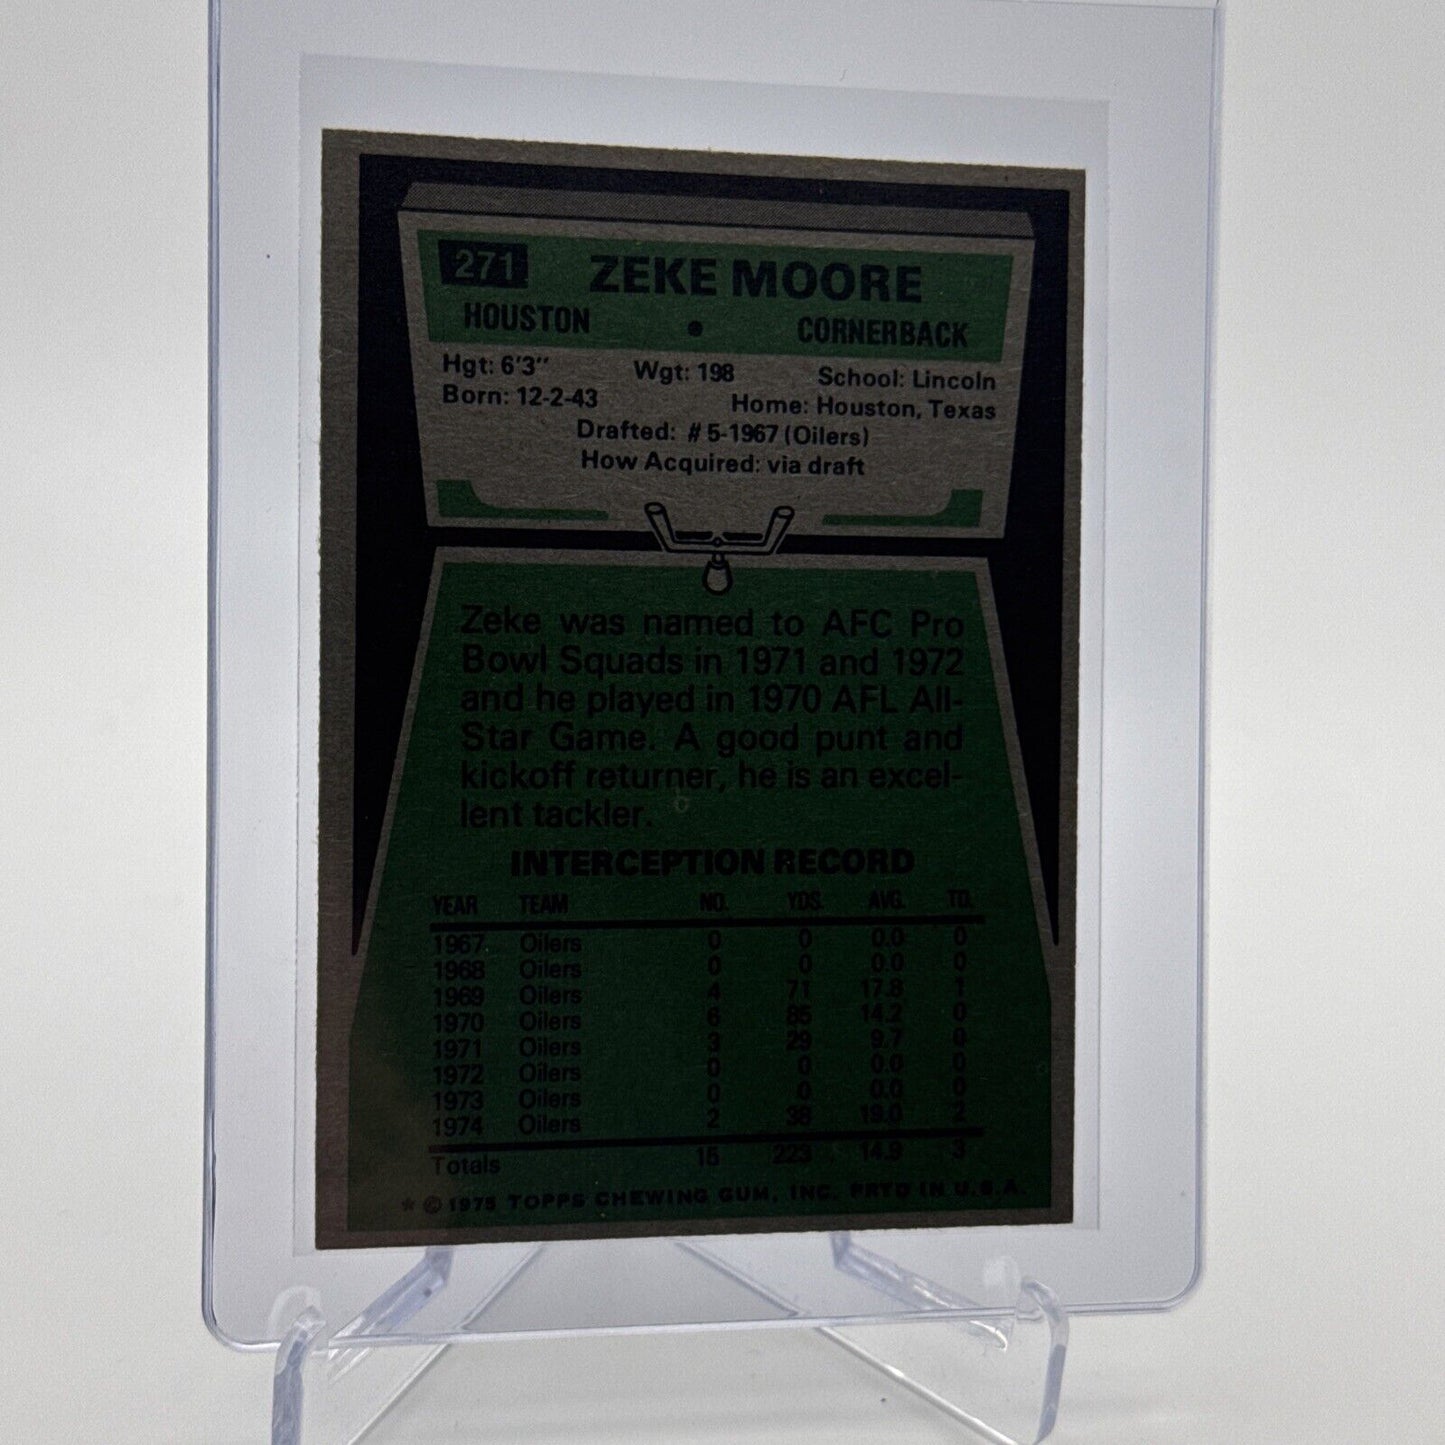 271 ZEKE MOORE
HOUSTON • CORNERBACK
Hgt: 6'3" Wgt: 198 School: Lincoln
Born: 12-2-43 Home: Houston, Texas
Drafted: #5-1967 (Oilers)
How Acquired: via draft
Zeke was named to AFC Pro
Bowl Squads in 1971 and 1972
and he played in 1970 AFL All-
Star Game. A good punt and
kickoff returner, he is an excel-
lent tackler.
INTERCEPTION RECORD
YEAR TEAM NO. YDS. AVG. TD.
1967 Oilers 0 0 0.0 0
1968 Oilers 0 0 0.0 0
1969 Oilers 4 71 17.8 1
1970 Oilers 6 85 14.2 0
1971 Oilers 3 29 9.7 0
1972 Oilers 0 0 0.0 0
1973 Oilers 0 0 0.0 0
1974 Oilers 2 38 19.0 2
Totals 15 223 14.9 3
* © 1975 TOPPS CHEWING GUM, INC. PRTD IN U.S.A.